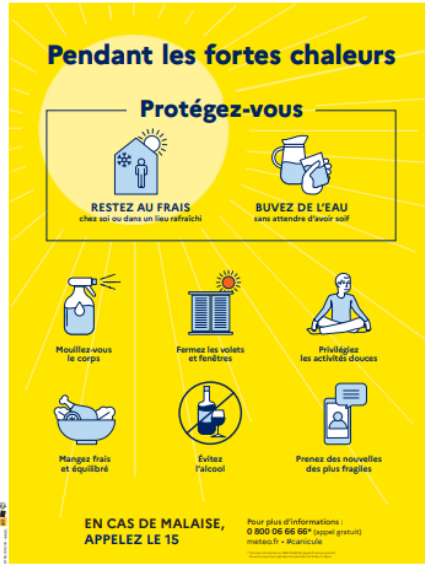 Pendant les fortes chaleurs
Protégez-vous
RESTEZ AU FRAIS
chez soi ou dans un lieu rafraîchi
BUVEZ DE L'EAU
sans attendre d'avoir soif
Mouillez-vous
le corps
Fermez les volets
et fenêtres
Privilégiez
les activités douces
Mangez frais
et équilibré
Évitez
l'alcool
Prenez des nouvelles
des plus fragiles
EN CAS DE MALAISE,
APPELEZ LE 15
Pour plus d'informations :
0 800 06 66 66* (appel gratuit)
meteo.fr • #canicule